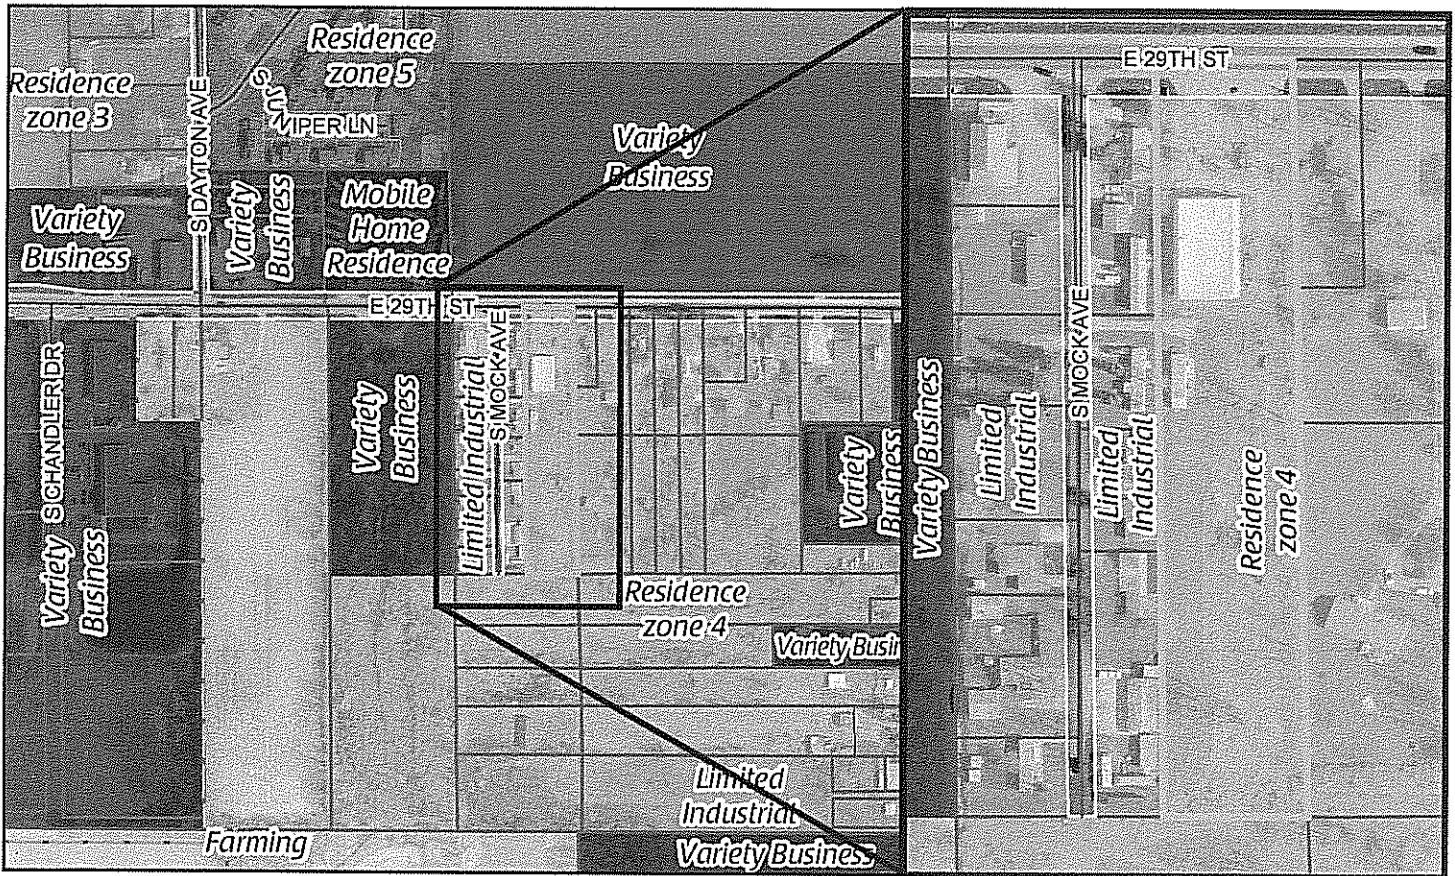 Residence
zone 5
Residence
zone 3
S DAYTON AVE
S SUN
VIPER LN
Variety
Business
Variety
Business
Variety
Business
Mobile
Home
Residence
E 29TH ST
S CHANDLER DR
Variety
Business
Variety
Business
Limited Industrial
S MOCK AVE
Variety
Business
Residence
zone 4
Variety Busin
Limited
Industrial
Variety Business
Farming
E 29TH ST
Variety Business
Limited
Industrial
S MOCK AVE
Limited
Industrial
Residence
zone 4